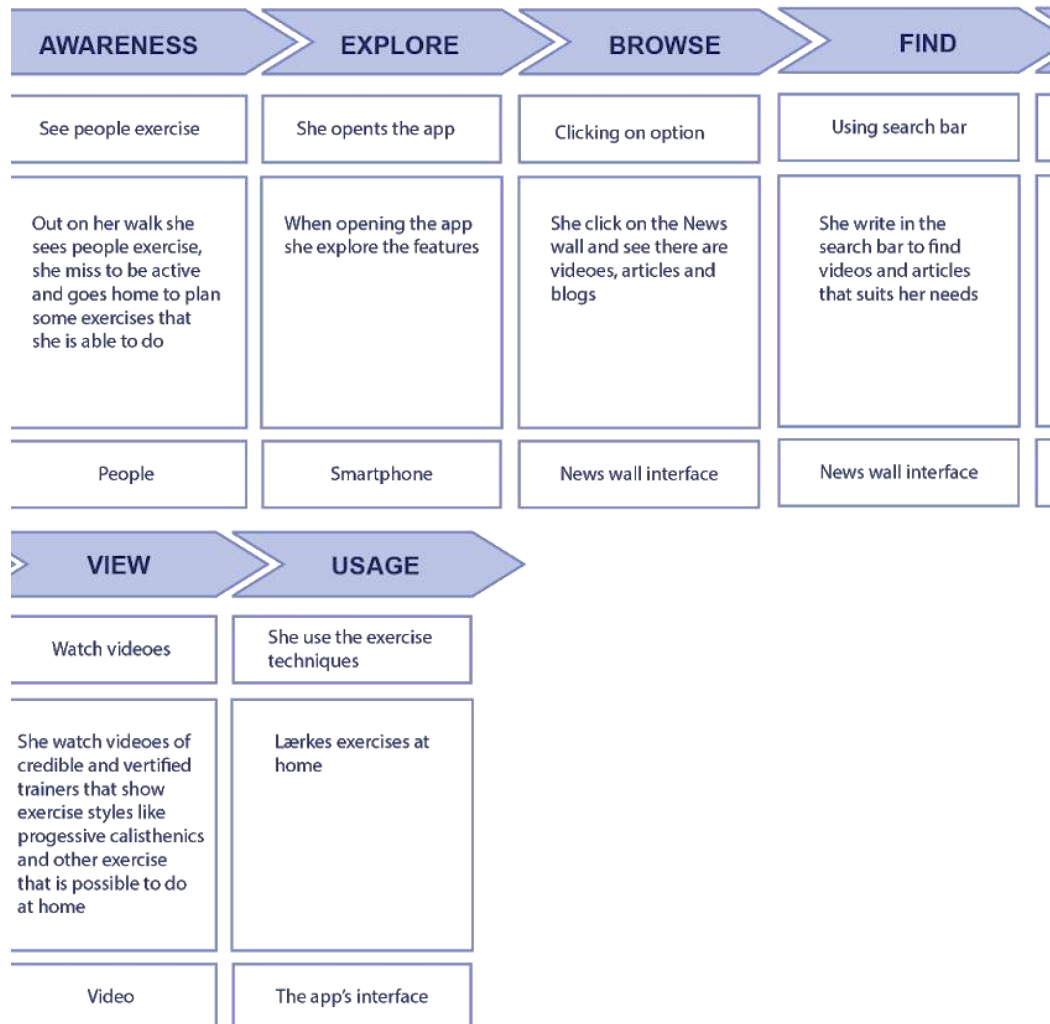 AWARENESS
EXPLORE
BROWSE
FIND
See people exercise
She opents the app
Clicking on option
Using search bar
Out on her walk she
sees people exercise,
she miss to be active
and goes home to plan
some exercises that
she is able to do
When opening the app
she explore the features
She click on the News
wall and see there are
videoes, articles and
blogs
She write in the
search bar to find
videos and articles
that suits her needs
People
Smartphone
News wall interface
News wall interface
VIEW
USAGE
Watch videoes
She use the exercise
techniques
She watch videoes of
credible and vertified
trainers that show
exercise styles like
progessive calisthenics
and other exercise
that is possible to do
at home
Lærkes exercises at
home
Video
The app's interface